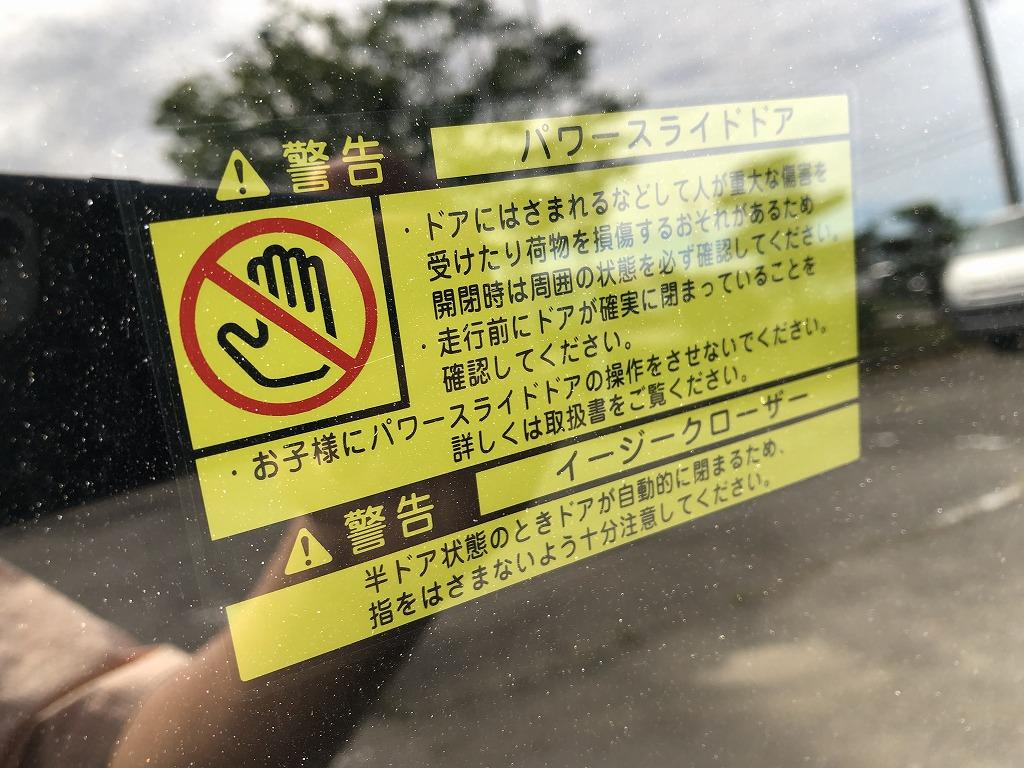 警告
パワースライドドア
・ドアにはさまれるなどして人が重大な傷害を
受けたり荷物を損傷するおそれがあるため
開閉時は周囲の状態を必ず確認してください。
・走行前にドアが確実に閉まっていることを
確認してください。
・お子様にパワースライドドアの操作をさせないでください。
詳しくは取扱書をご覧ください。
警告
イージークローザー
半ドア状態のときドアが自動的に閉まるため、
指をはさまないよう十分注意してください。